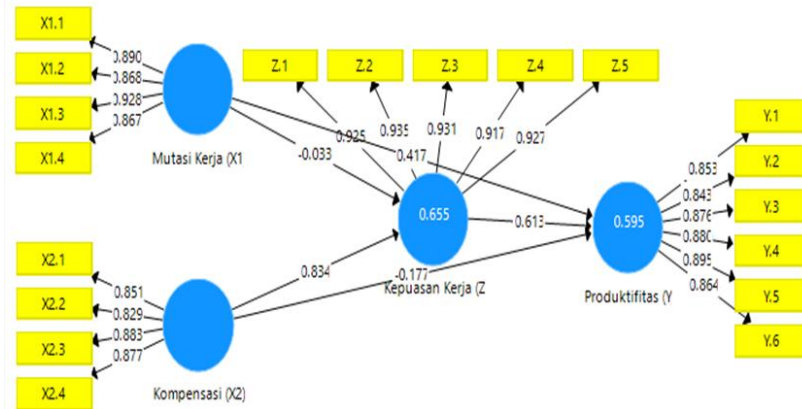 X1.1
X1.2
X1.3
X1.4
0.890
0.868
0.928
0.867
Mutasi Kerja (X1
Z.1
Z.2
Z.3
Z.4
Z.5
0.925
0.935
0.931
0.917
0.927
-0.033
0.417
0.655
Kepuasan Kerja (Z
0.613
0.834
-0.177
0.595
Produktifitas (Y
Y.1
Y.2
Y.3
Y.4
Y.5
Y.6
0.853
0.843
0.876
0.880
0.895
0.864
X2.1
X2.2
X2.3
X2.4
0.851
0.829
0.883
0.877
Kompensasi (X2)